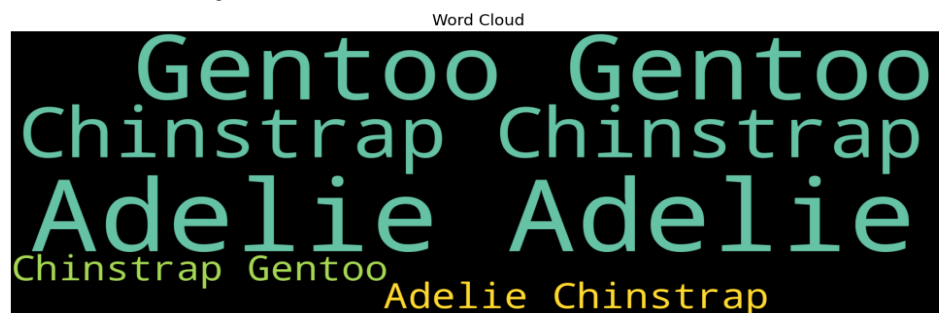 Word Cloud
Gentoo Gentoo
Chinstrap Chinstrap
Adelie Adelie
Chinstrap Gentoo
Adelie Chinstrap